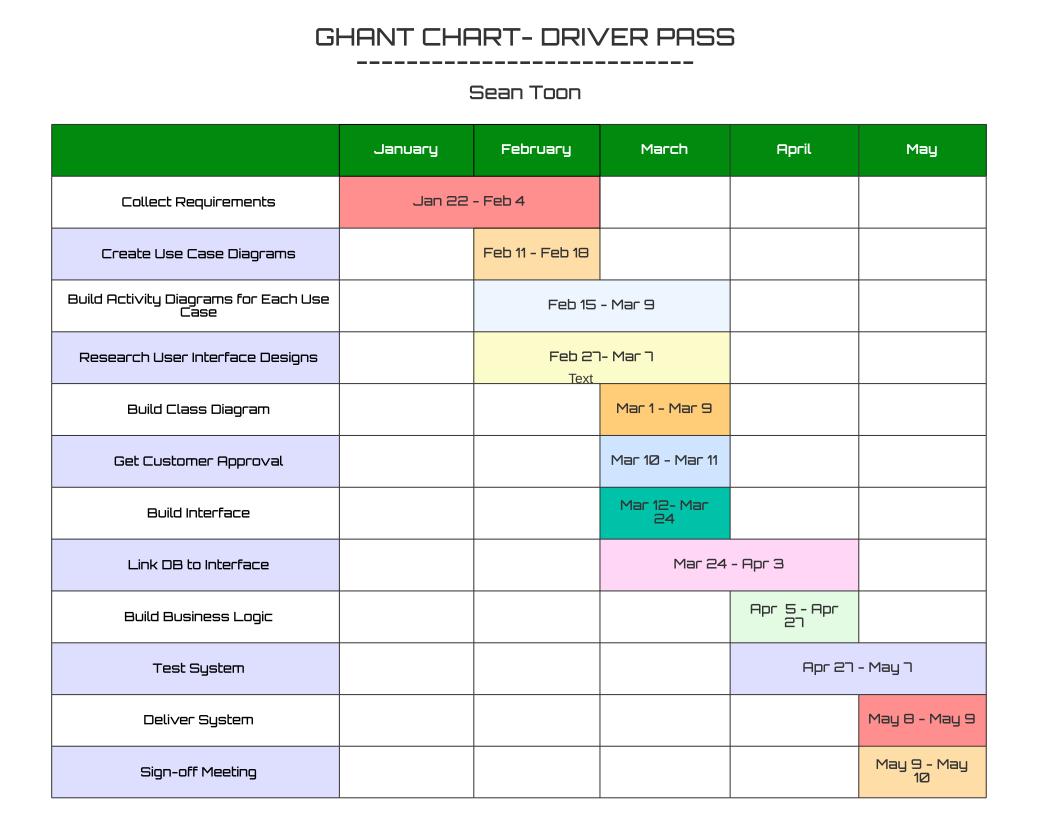 GHANT CHART- DRIVER PASS
---------------------------
Sean Toon
January February March April May
Collect Requirements Jan 22 - Feb 4
Create Use Case Diagrams Feb 11 - Feb 18
Build Activity Diagrams for Each Use
Case
Feb 15 - Mar 9
Research User Interface Designs Feb 27- Mar 7
Text
Build Class Diagram Mar 1 - Mar 9
Get Customer Approval Mar 10 - Mar 11
Build Interface
Mar 12- Mar
24
Link DB to Interface Mar 24 - Apr 3
Build Business Logic
Apr  5 - Apr
27
Test System Apr 27 - May 7
Deliver System May 8 - May 9
Sign-off Meeting
May 9 - May
10